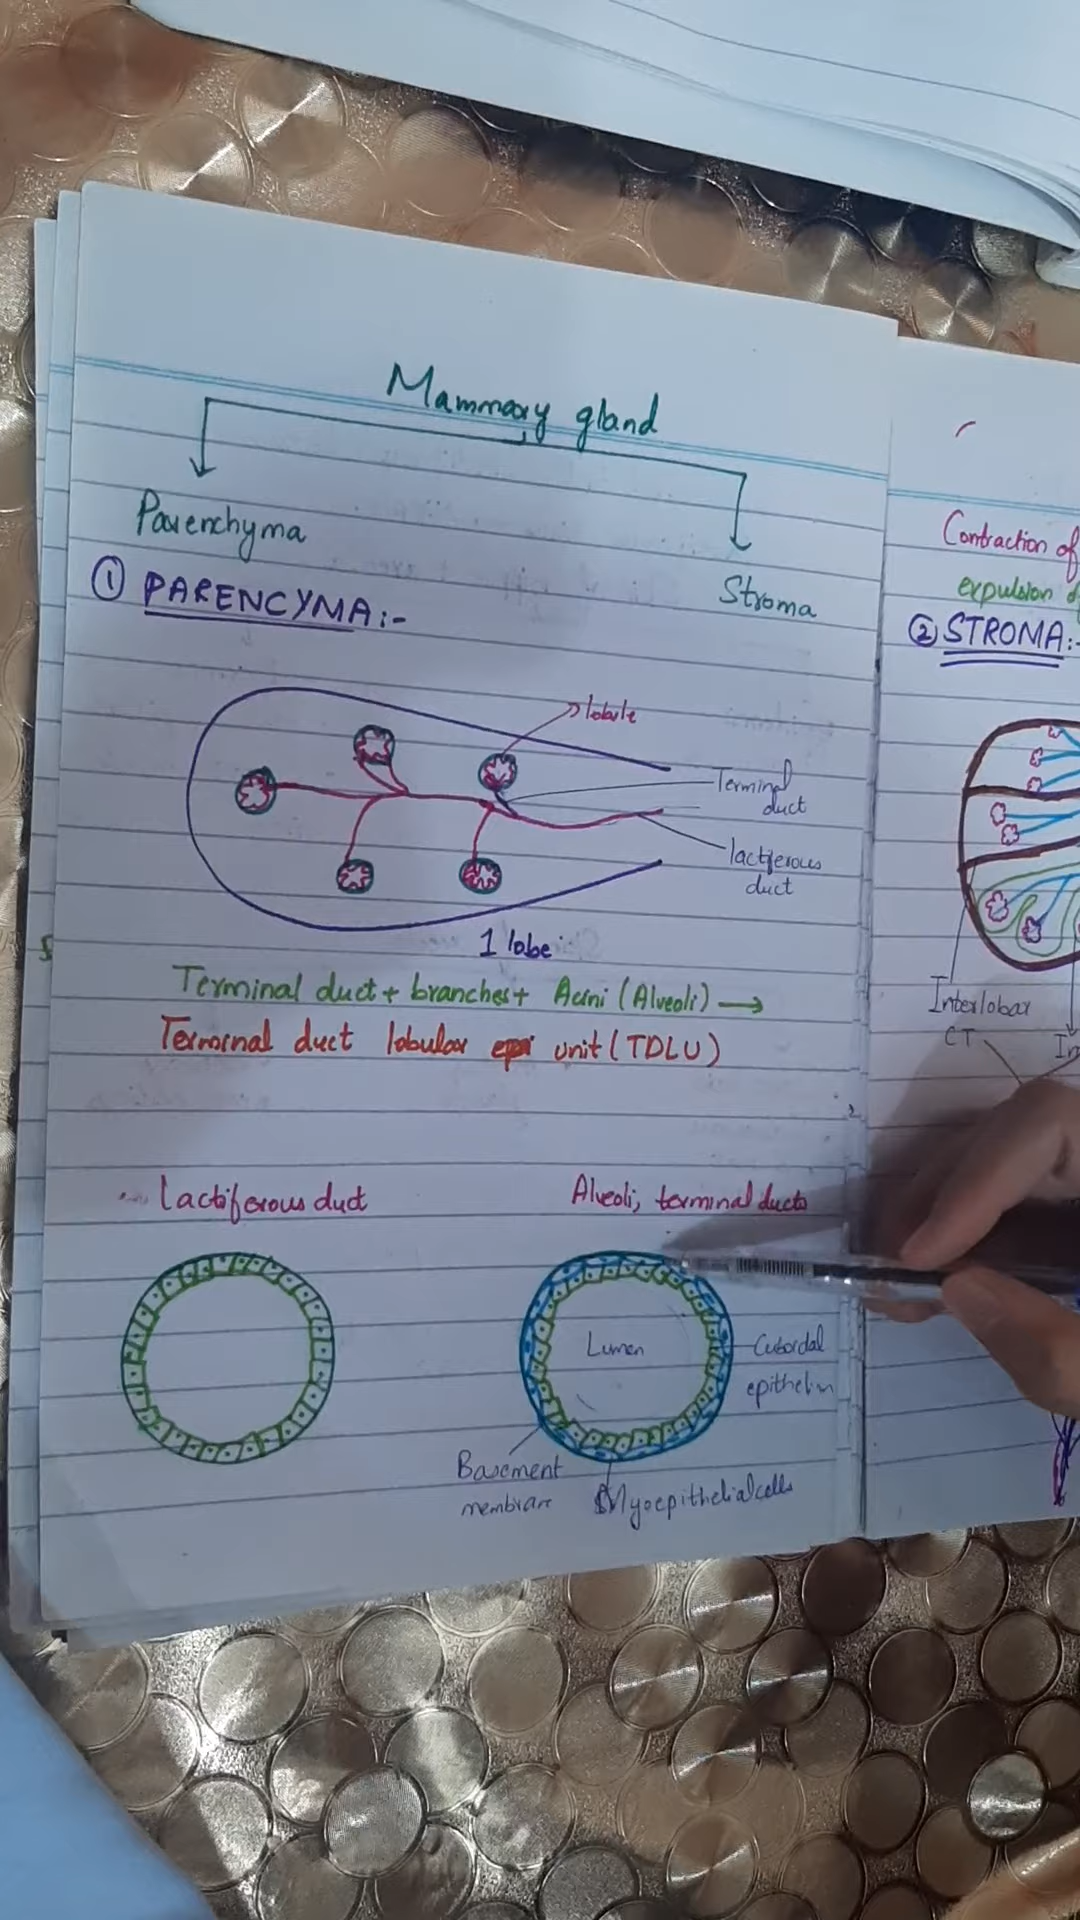 Mammary gland
Parenchyma
Stroma
① PARENCYMA:-
lobule
Terminal
duct
lactiferous
duct
1 lobe
Terminal duct + branches + Acini (Alveoli) →
Terminal duct lobular unit (TDLU)
Lactiferous duct
Alveoli, terminal ducts
Lumen
Cuboidal
epithelm
Basement
membrane
Myoepithelial cells
Contraction of
expulsion
② STROMA:-
Interlobar
CT